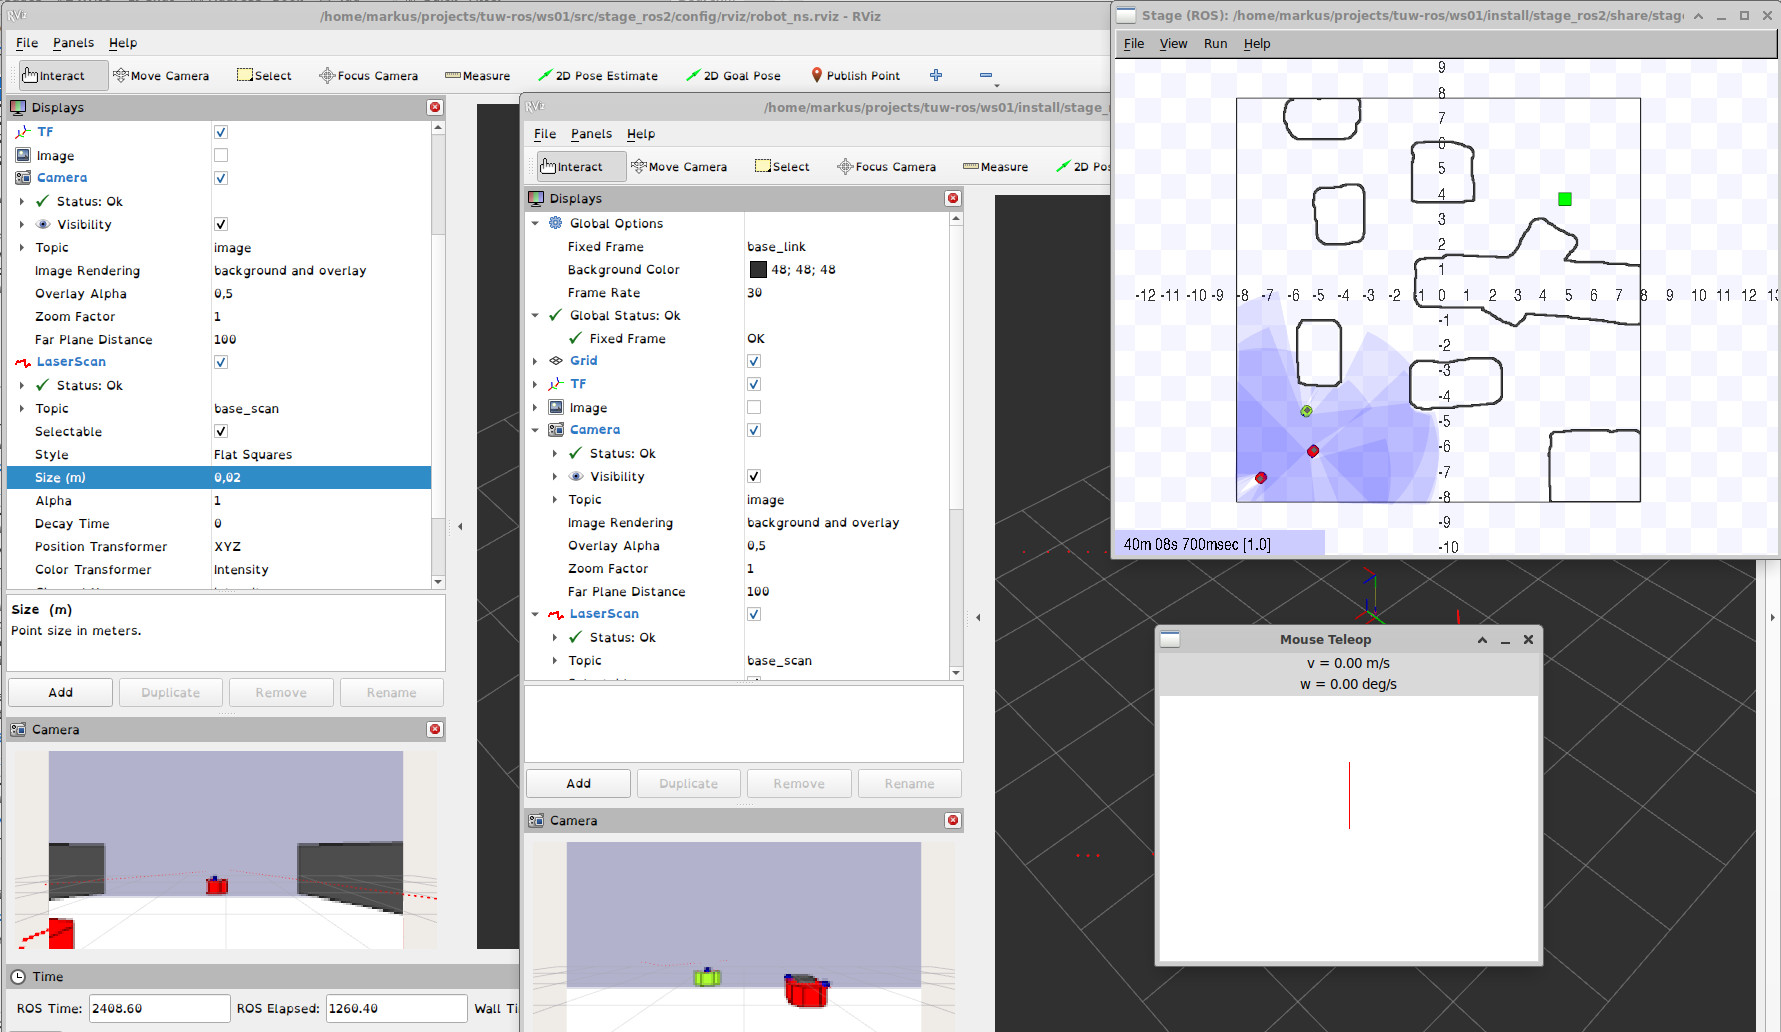 /home/markus/projects/tuw-ros/ws01/src/stage_ros2/config/rviz/robot_ns.rviz - RViz
File Panels Help
Interact Move Camera Select Focus Camera Measure 2D Pose Estimate 2D Goal Pose Publish Point
Displays
TF
Image
Camera
Status: Ok
Visibility
Topic image
Image Rendering background and overlay
Overlay Alpha 0,5
Zoom Factor 1
Far Plane Distance 100
LaserScan
Status: Ok
Topic base_scan
Selectable
Style Flat Squares
Size (m) 0,02
Alpha 1
Decay Time 0
Position Transformer XYZ
Color Transformer Intensity
Size (m)
Point size in meters.
Add Duplicate Remove Rename
Camera
Time
ROS Time: 2408.60 ROS Elapsed: 1260.40 Wall Ti
RViz
/home/markus/projects/tuw-ros/ws01/install/stage_
File Panels Help
Interact Move Camera Select Focus Camera Measure 2D Po
Displays
Global Options
Fixed Frame base_link
Background Color 48; 48; 48
Frame Rate 30
Global Status: Ok
Fixed Frame OK
Grid
TF
Image
Camera
Status: Ok
Visibility
Topic image
Image Rendering background and overlay
Overlay Alpha 0,5
Zoom Factor 1
Far Plane Distance 100
LaserScan
Status: Ok
Topic base_scan
Add Duplicate Remove Rename
Camera
Stage (ROS): /home/markus/projects/tuw-ros/ws01/install/stage_ros2/share/stag
File View Run Help
9
8
7
6
5
4
3
2
1
-12 -11 -10 -9 -8 -7 -6 -5 -4 -3 -2 -1 0 1 2 3 4 5 6 7 8 9 10 11 12 13
-1
-2
-3
-4
-5
-6
-7
-8
-9
-10
40m 08s 700msec [1.0]
Mouse Teleop
v = 0.00 m/s
w = 0.00 deg/s